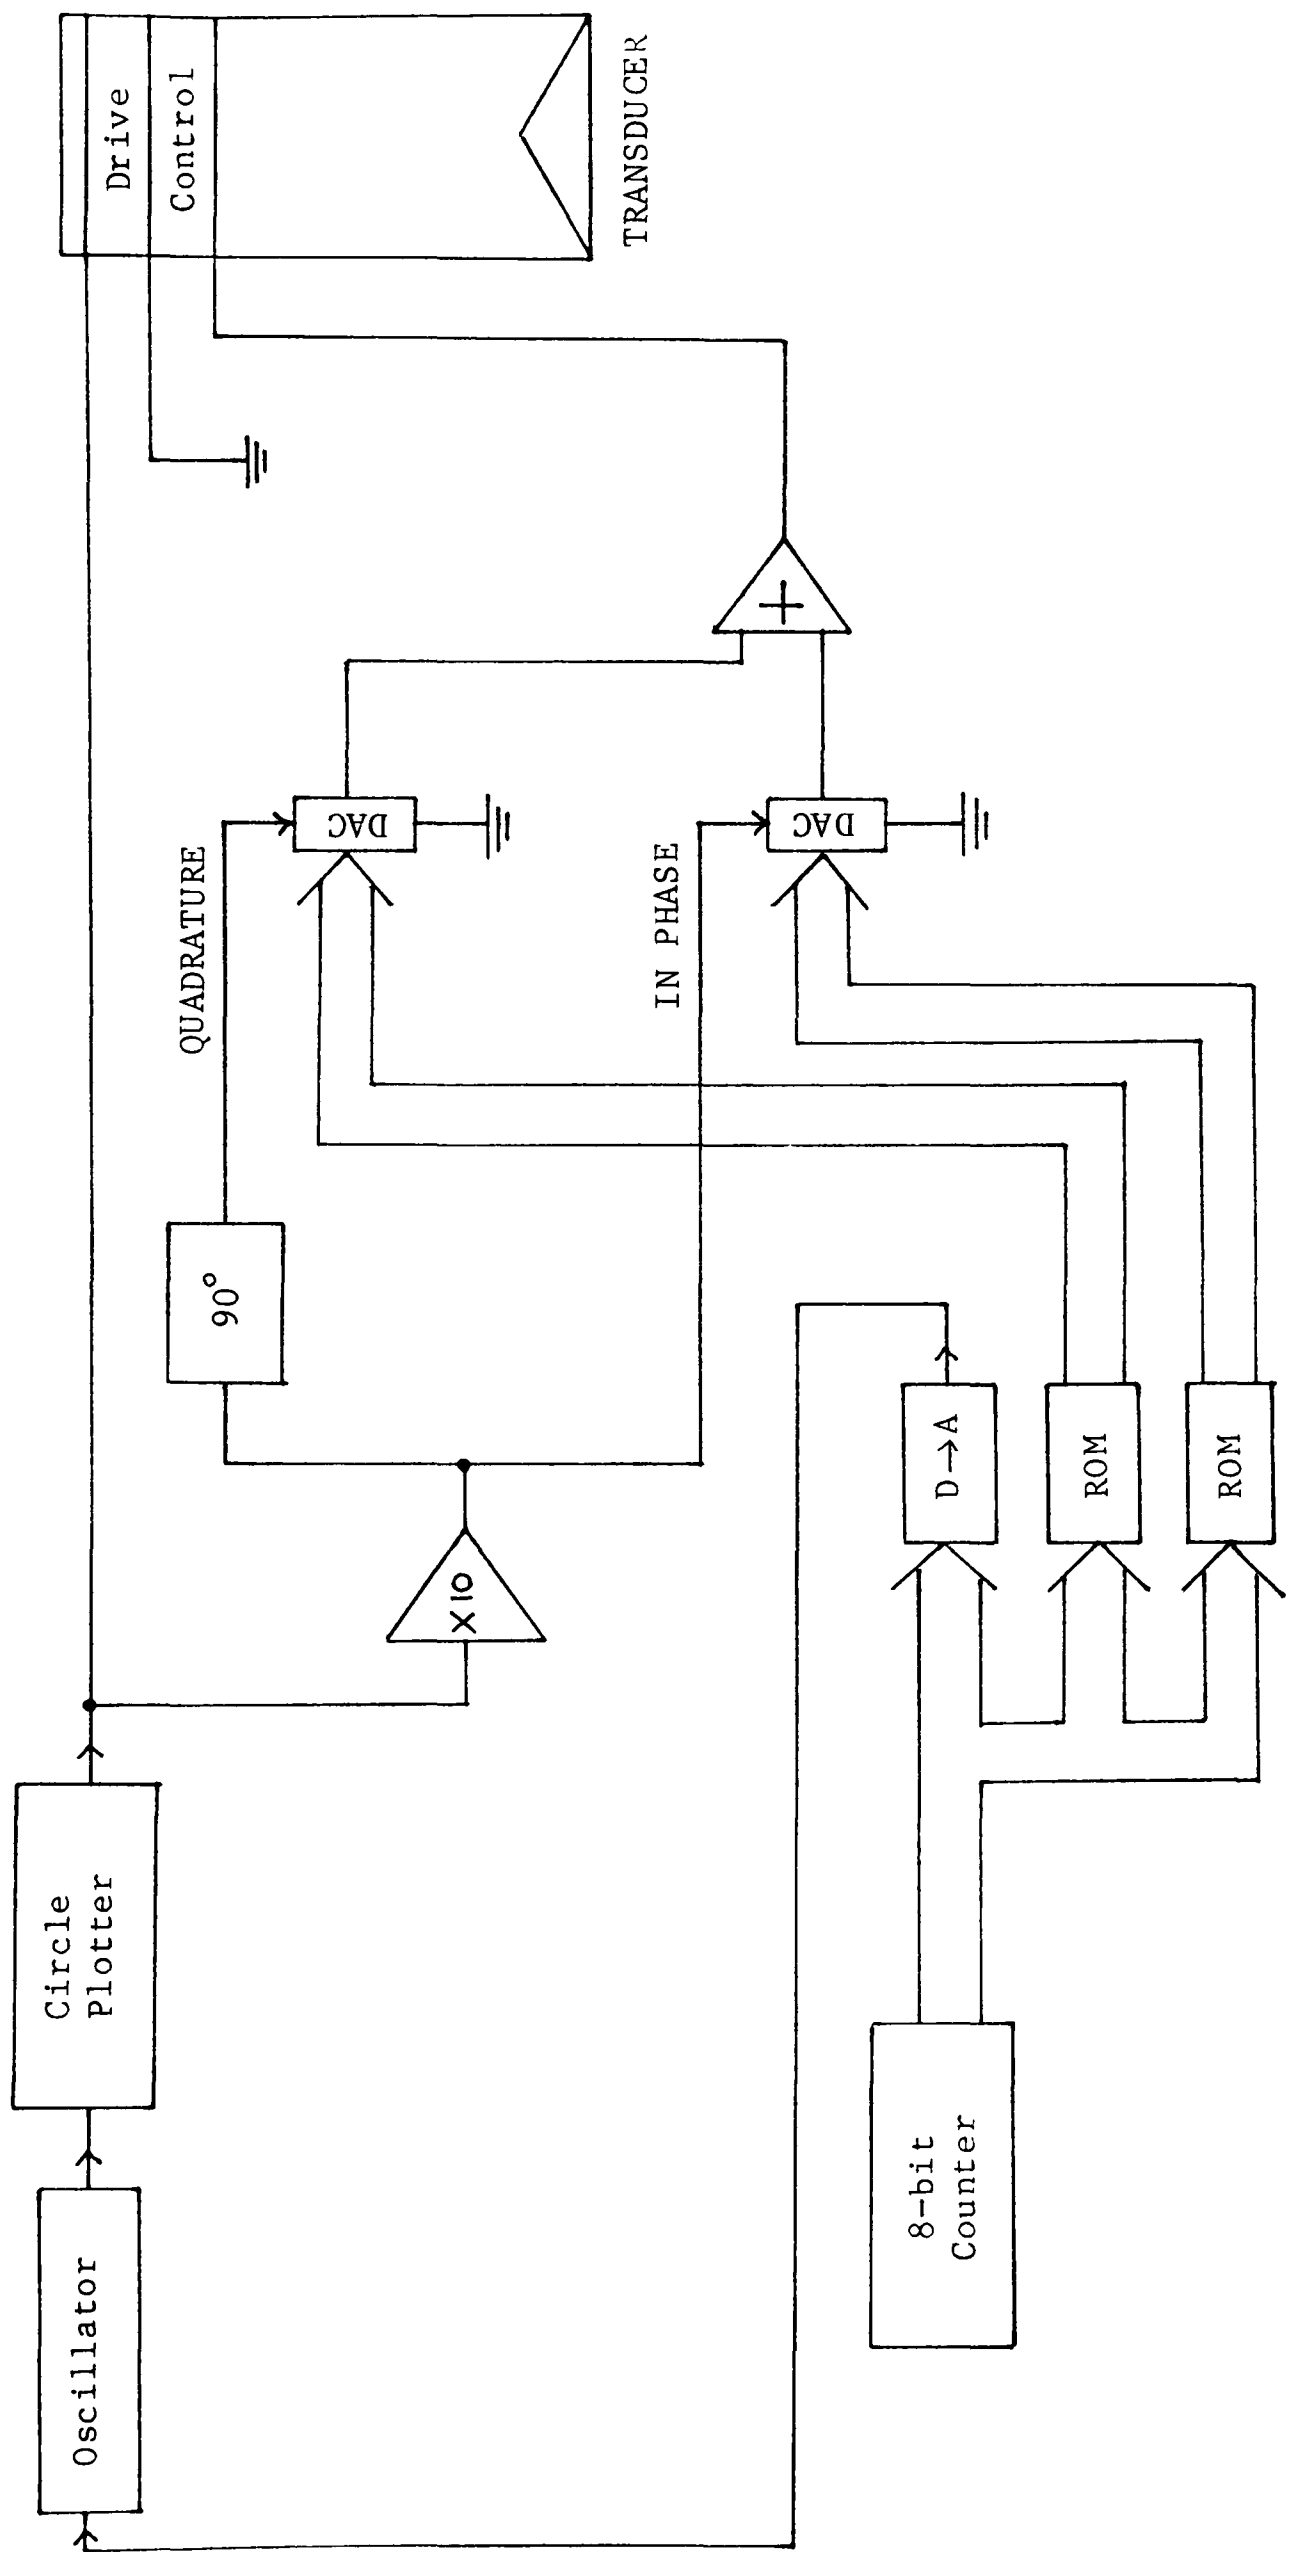 Oscillator
Circle
Plotter
Drive
Control
TRANSDUCER
90°
QUADRATURE
X10
DAC
IN PHASE
DAC
+
8-bit
Counter
D→A
ROM
ROM